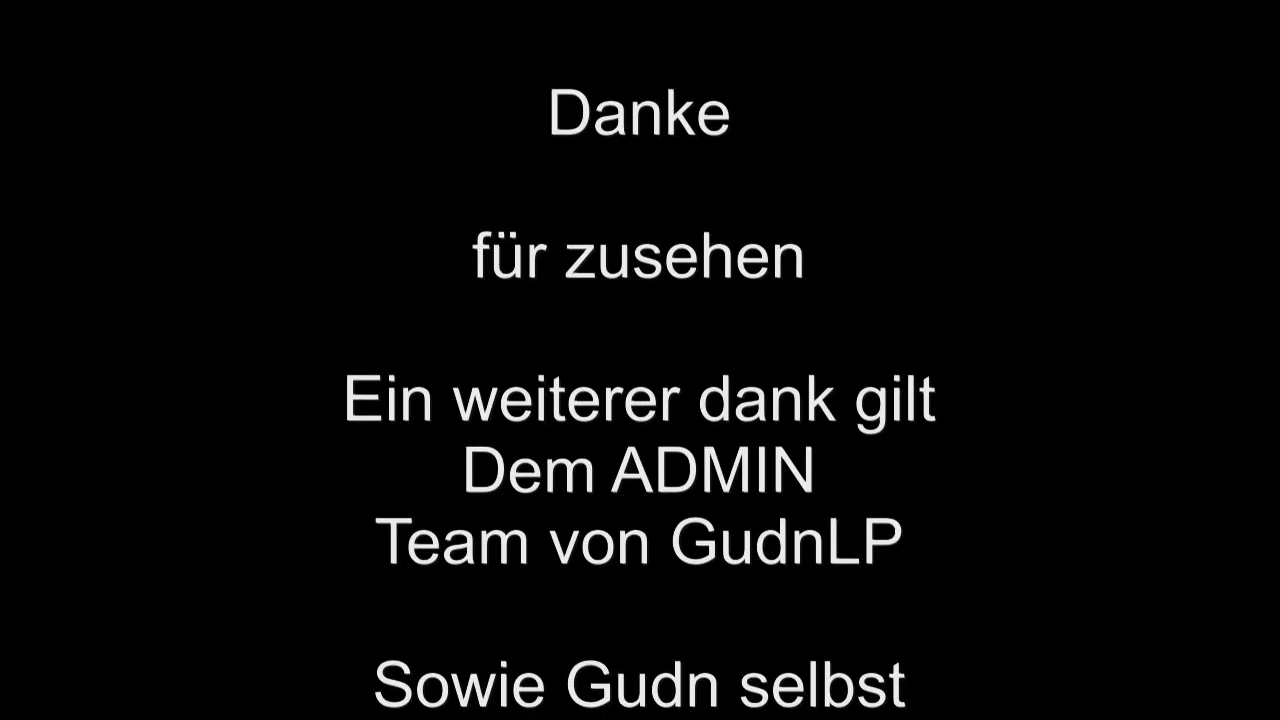 Danke
für zusehen
Ein weiterer dank gilt
Dem ADMIN
Team von GudnLP
Sowie Gudn selbst